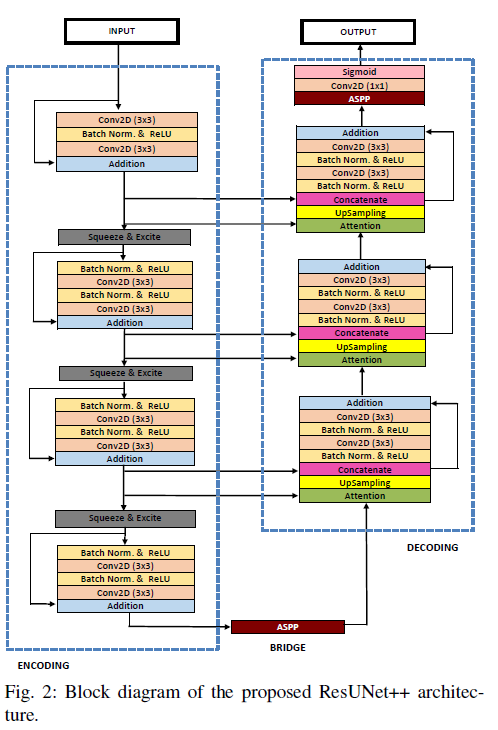 INPUT
Conv2D (3x3)
Batch Norm. & ReLU
Conv2D (3x3)
Addition
Squeeze & Excite
Batch Norm. & ReLU
Conv2D (3x3)
Batch Norm. & ReLU
Conv2D (3x3)
Addition
Squeeze & Excite
Batch Norm. & ReLU
Conv2D (3x3)
Batch Norm. & ReLU
Conv2D (3x3)
Addition
Squeeze & Excite
Batch Norm. & ReLU
Conv2D (3x3)
Batch Norm. & ReLU
Conv2D (3x3)
Addition
ENCODING
ASPP
BRIDGE
OUTPUT
Sigmoid
Conv2D (1x1)
ASPP
Addition
Conv2D (3x3)
Batch Norm. & ReLU
Conv2D (3x3)
Batch Norm. & ReLU
Concatenate
UpSampling
Attention
Addition
Conv2D (3x3)
Batch Norm. & ReLU
Conv2D (3x3)
Batch Norm. & ReLU
Concatenate
UpSampling
Attention
Addition
Conv2D (3x3)
Batch Norm. & ReLU
Conv2D (3x3)
Batch Norm. & ReLU
Concatenate
UpSampling
Attention
DECODING
Fig. 2: Block diagram of the proposed ResUNet++ architec-
ture.